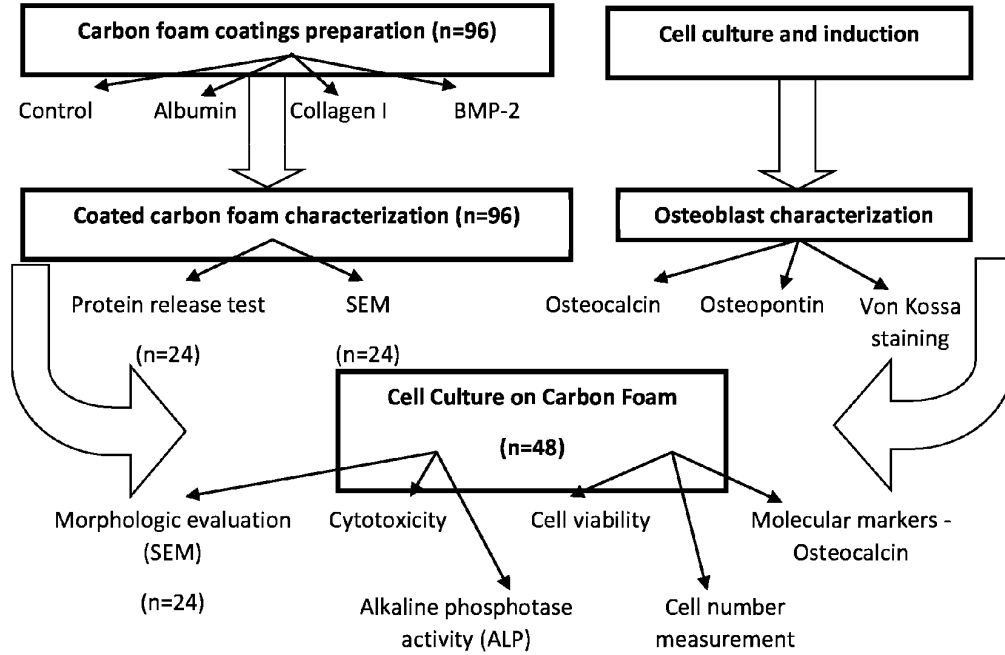 Carbon foam coatings preparation (n=96)
Cell culture and induction
Control
Albumin
Collagen I
BMP-2
Coated carbon foam characterization (n=96)
Osteoblast characterization
Protein release test
(n=24)
SEM
(n=24)
Osteocalcin
Osteopontin
Von Kossa
staining
Cell Culture on Carbon Foam
(n=48)
Morphologic evaluation
(SEM)
(n=24)
Cytotoxicity
Cell viability
Molecular markers -
Osteocalcin
Alkaline phosphotase
activity (ALP)
Cell number
measurement